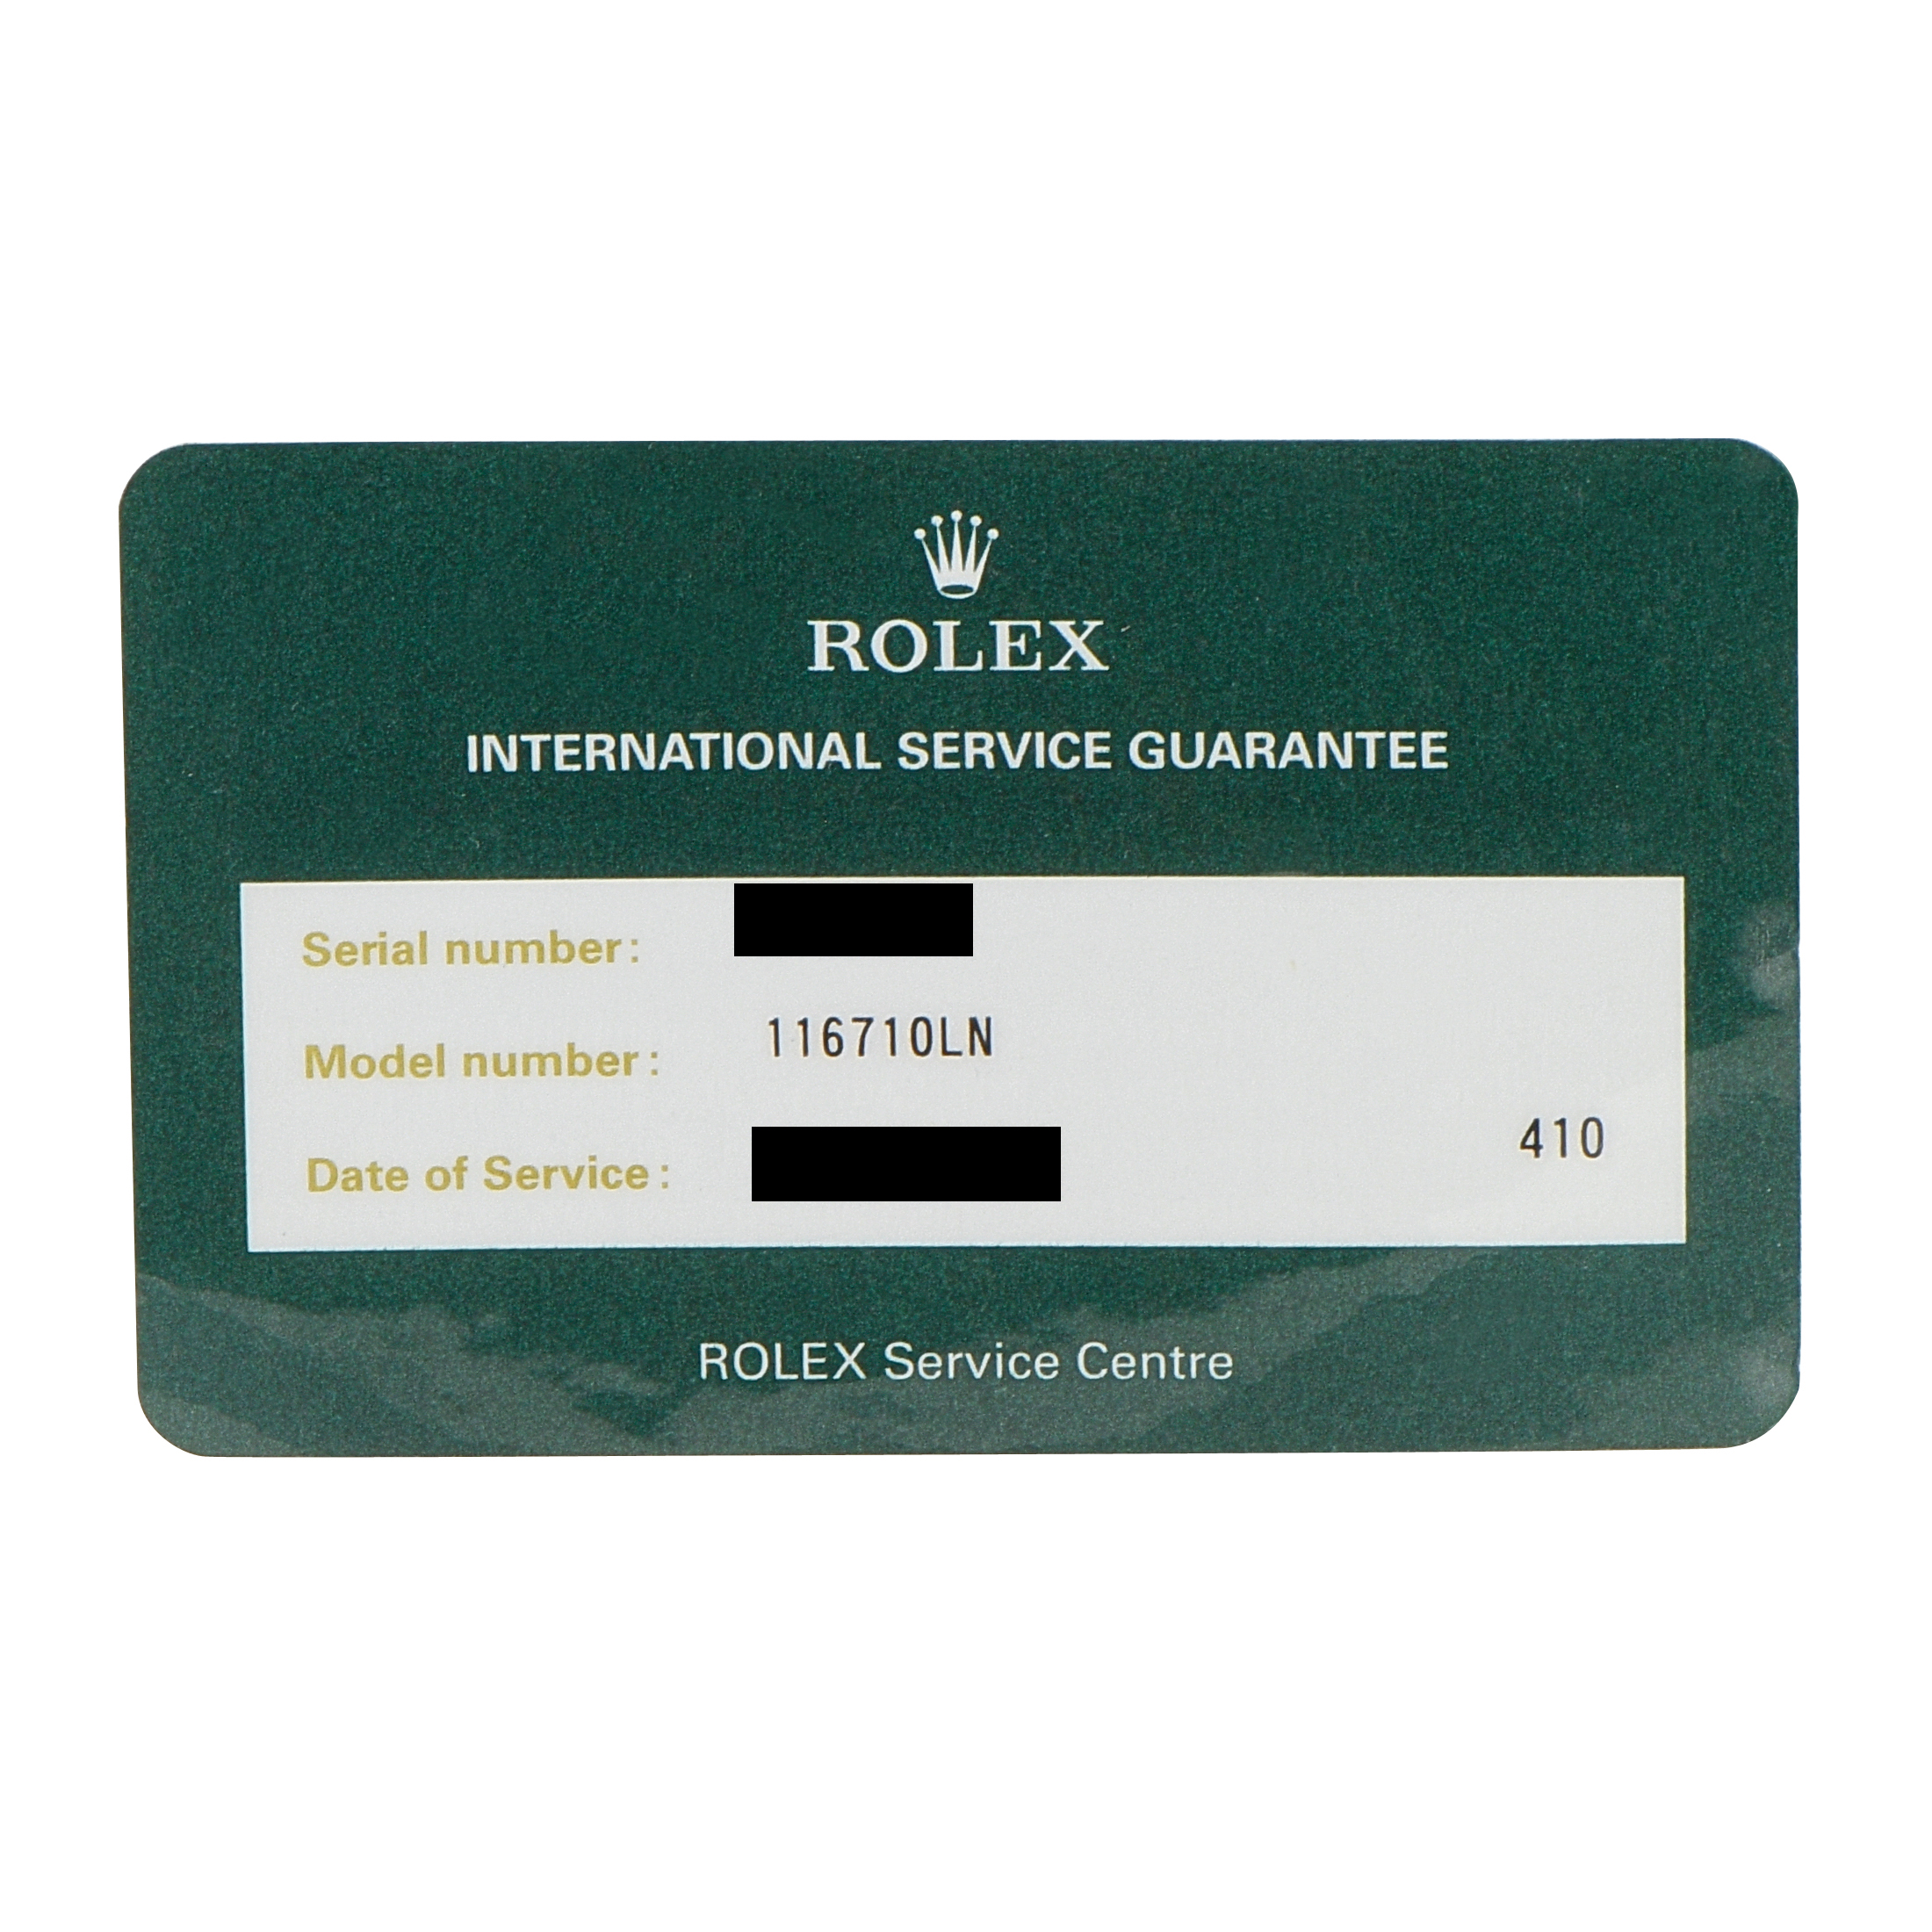 ROLEX
INTERNATIONAL SERVICE GUARANTEE
Serial number:
Model number: 116710LN
Date of Service: 410
ROLEX Service Centre